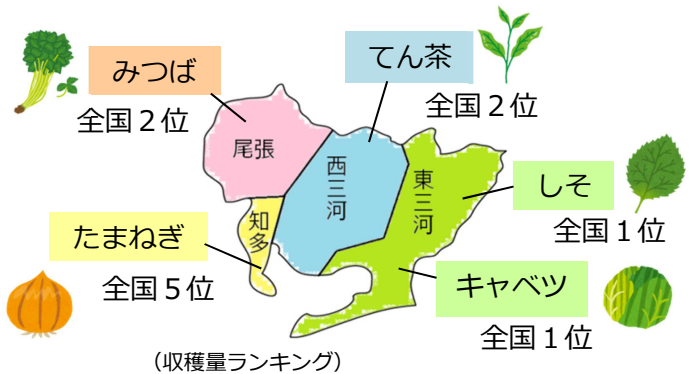 みつば
全国２位
てん茶
全国２位
尾張
西三河
東三河
知多
しそ
全国１位
たまねぎ
全国５位
キャベツ
全国１位
（収穫量ランキング）